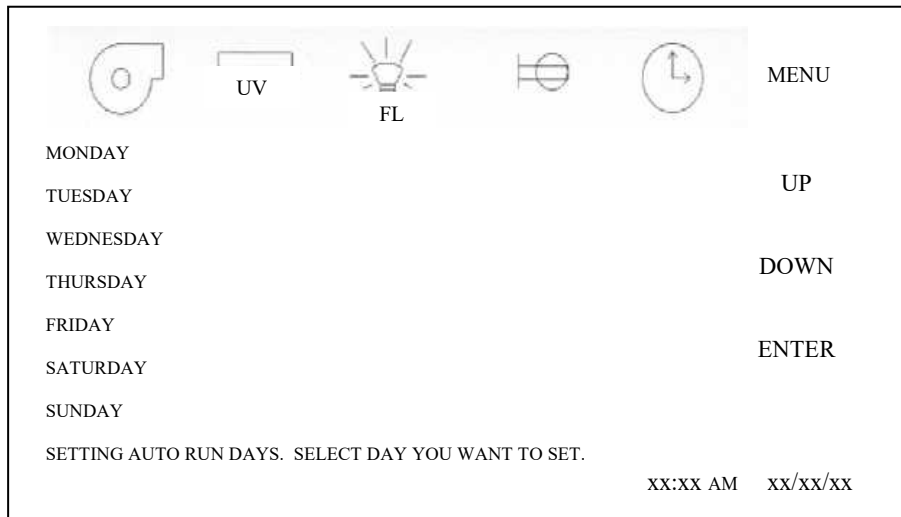 UV
FL
MENU
MONDAY
UP
TUESDAY
WEDNESDAY
DOWN
THURSDAY
FRIDAY
ENTER
SATURDAY
SUNDAY
SETTING AUTO RUN DAYS. SELECT DAY YOU WANT TO SET.
xx:xx AM xx/xx/xx